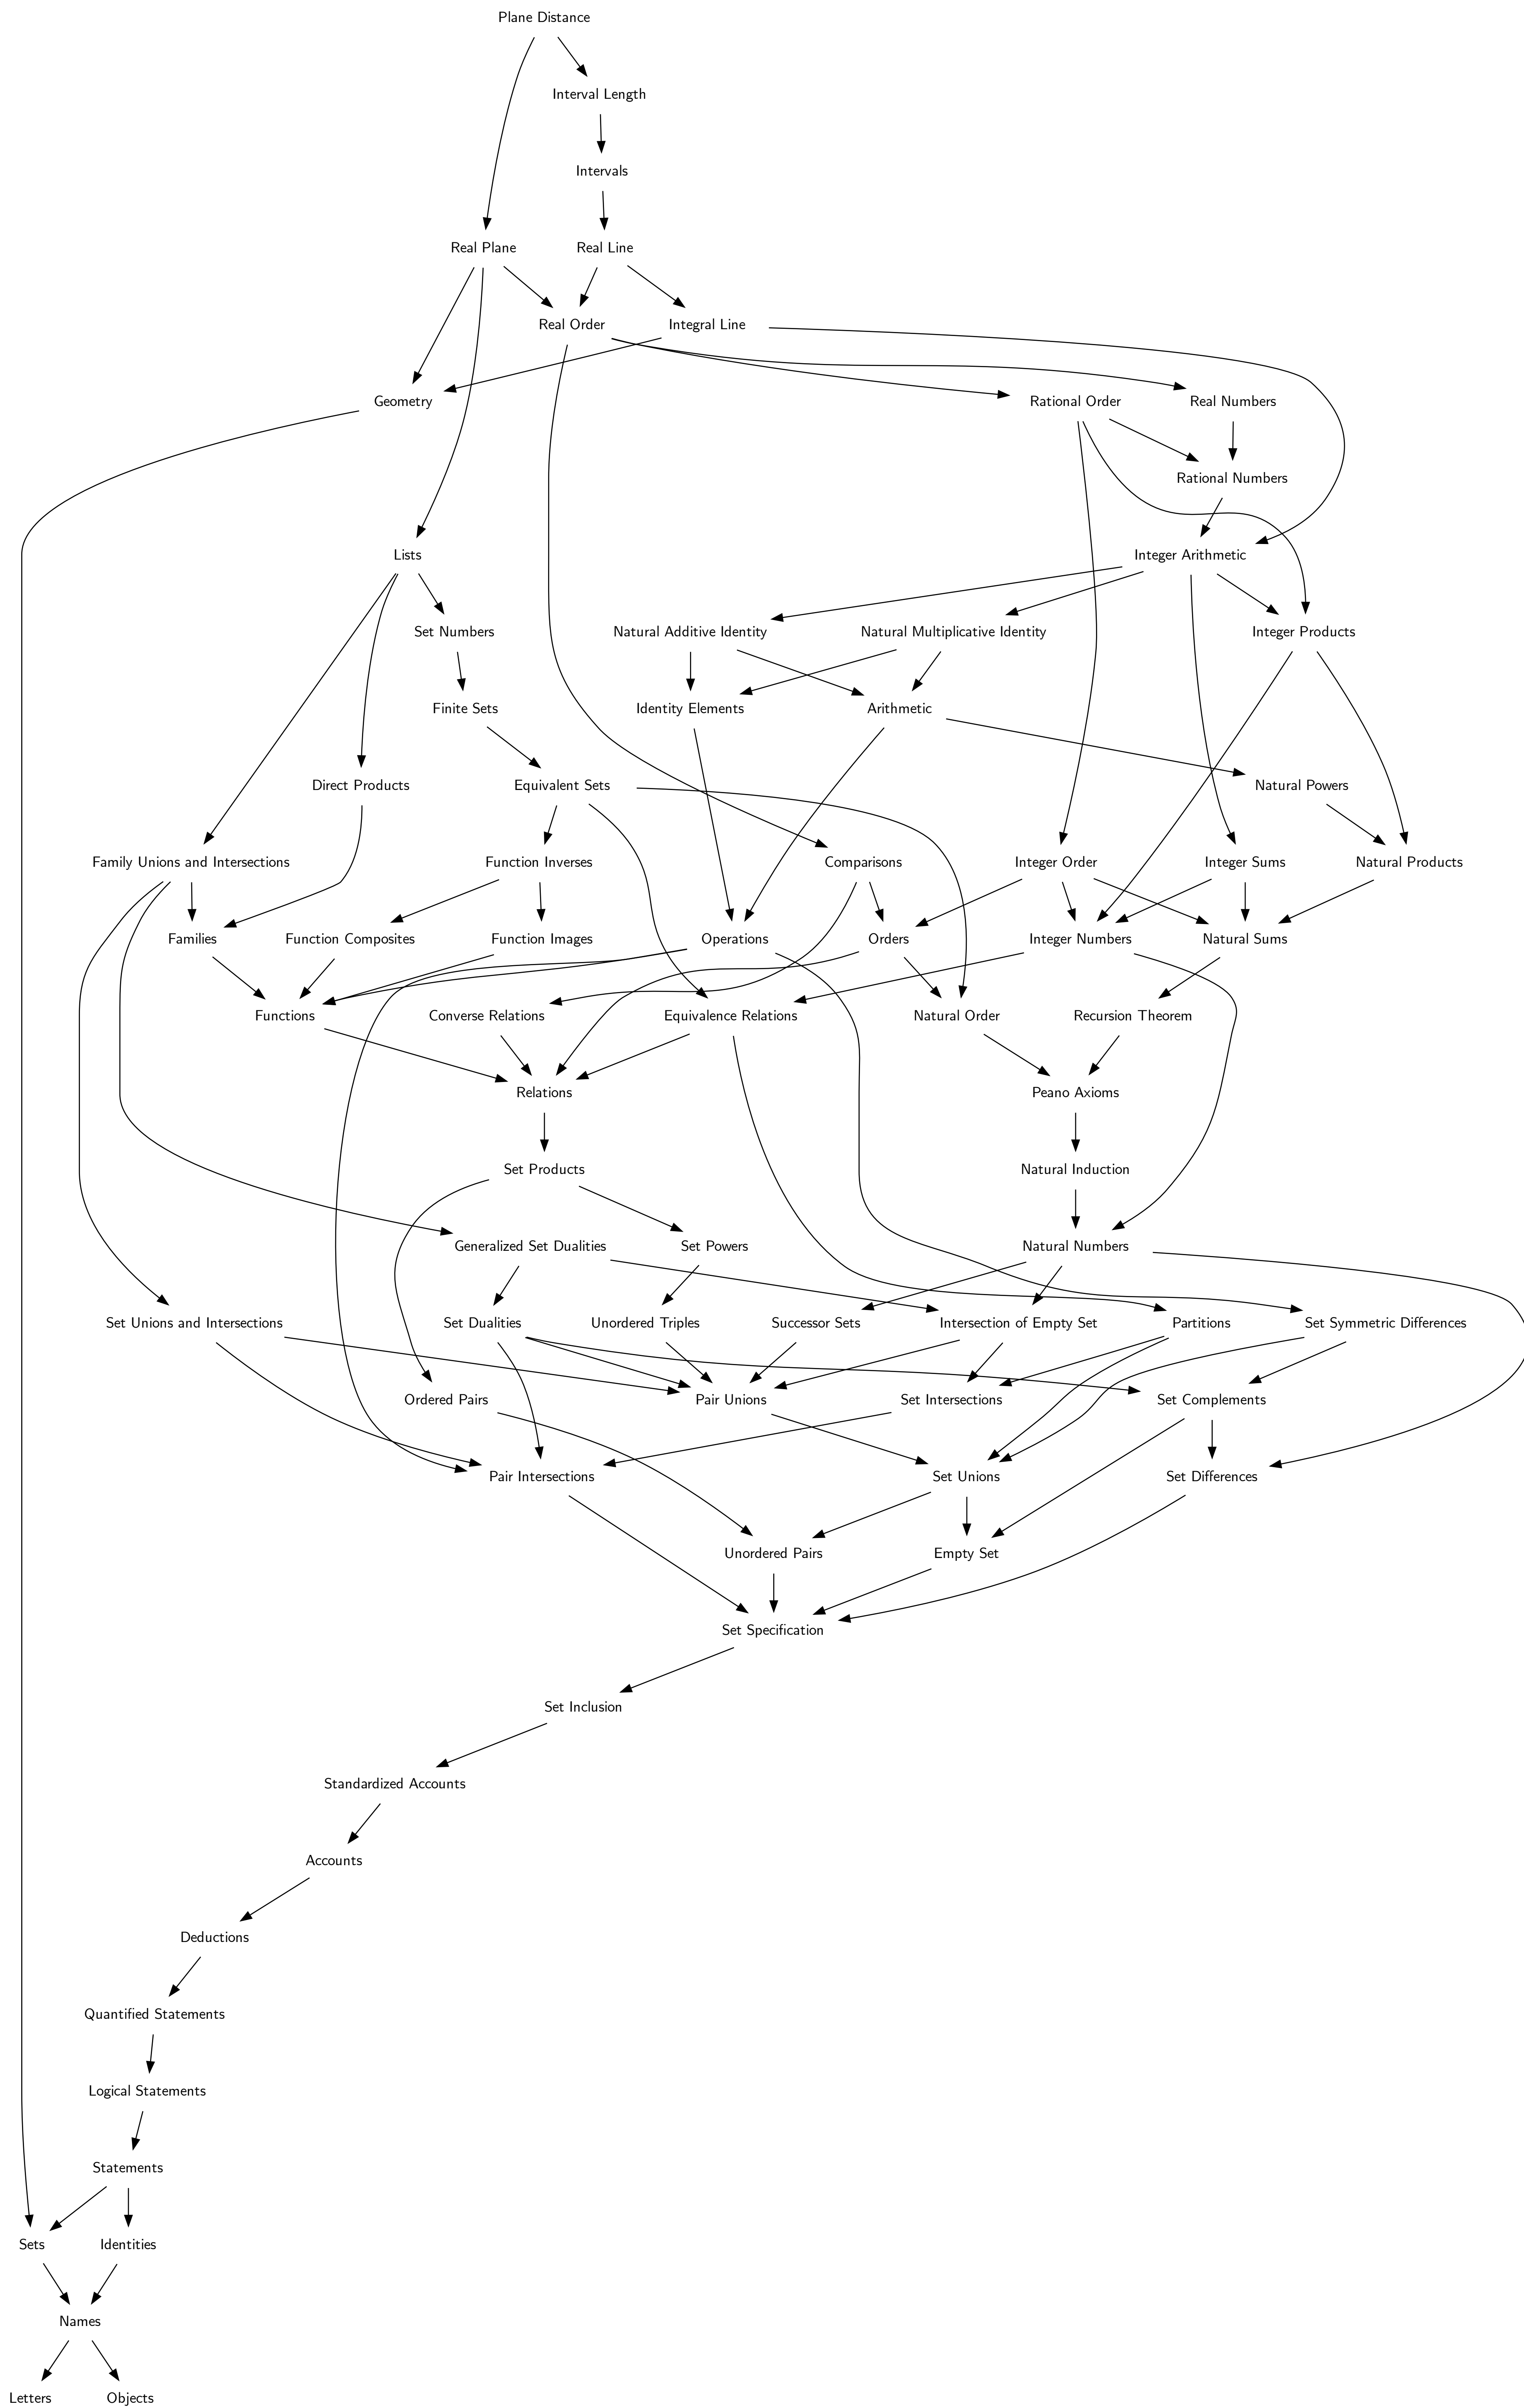 Plane Distance
Interval Length
Intervals
Real Plane
Real Line
Real Order
Integral Line
Geometry
Rational Order
Real Numbers
Rational Numbers
Lists
Integer Arithmetic
Set Numbers
Natural Additive Identity
Natural Multiplicative Identity
Integer Products
Finite Sets
Identity Elements
Arithmetic
Direct Products
Equivalent Sets
Natural Powers
Family Unions and Intersections
Function Inverses
Comparisons
Integer Order
Integer Sums
Natural Products
Families
Function Composites
Function Images
Operations
Orders
Integer Numbers
Natural Sums
Functions
Converse Relations
Equivalence Relations
Natural Order
Recursion Theorem
Relations
Peano Axioms
Set Products
Natural Induction
Generalized Set Dualities
Set Powers
Natural Numbers
Set Unions and Intersections
Set Dualities
Unordered Triples
Successor Sets
Intersection of Empty Set
Partitions
Set Symmetric Differences
Ordered Pairs
Pair Unions
Set Intersections
Set Complements
Pair Intersections
Set Unions
Set Differences
Unordered Pairs
Empty Set
Set Specification
Set Inclusion
Standardized Accounts
Accounts
Deductions
Quantified Statements
Logical Statements
Statements
Sets
Identities
Names
Letters
Objects